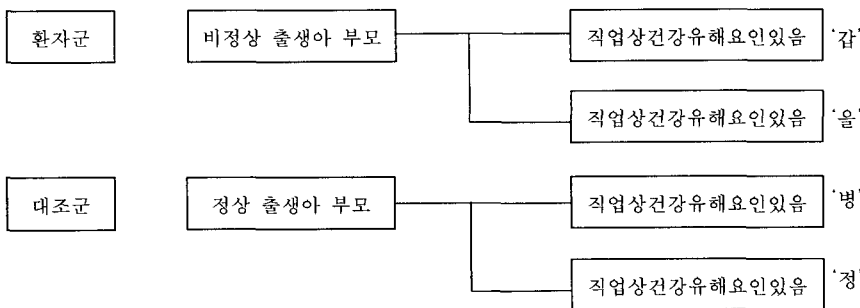 환자군 비정상 출생아 부모 직업상건강유해요인있음 '갑'
직업상건강유해요인있음 '을'
대조군 정상 출생아 부모 직업상건강유해요인있음 '병'
직업상건강유해요인있음 '정'